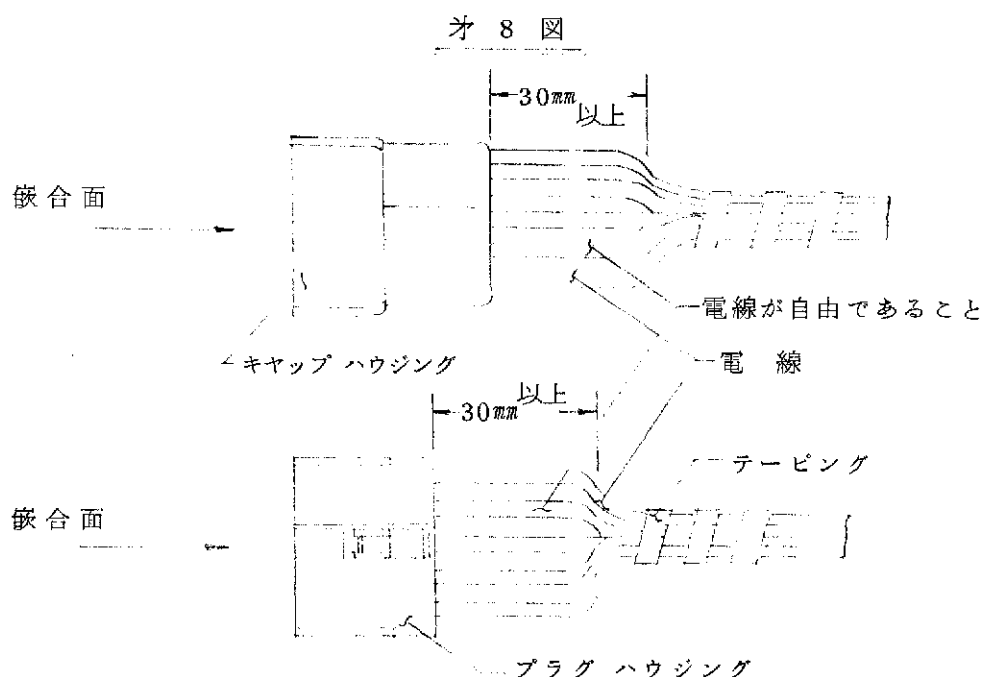 才 8 図
30㎜以上
嵌合面
電線が自由であること
キヤップ ハウジング
電 線
30㎜以上
テーピング
嵌合面
プラグ ハウジング